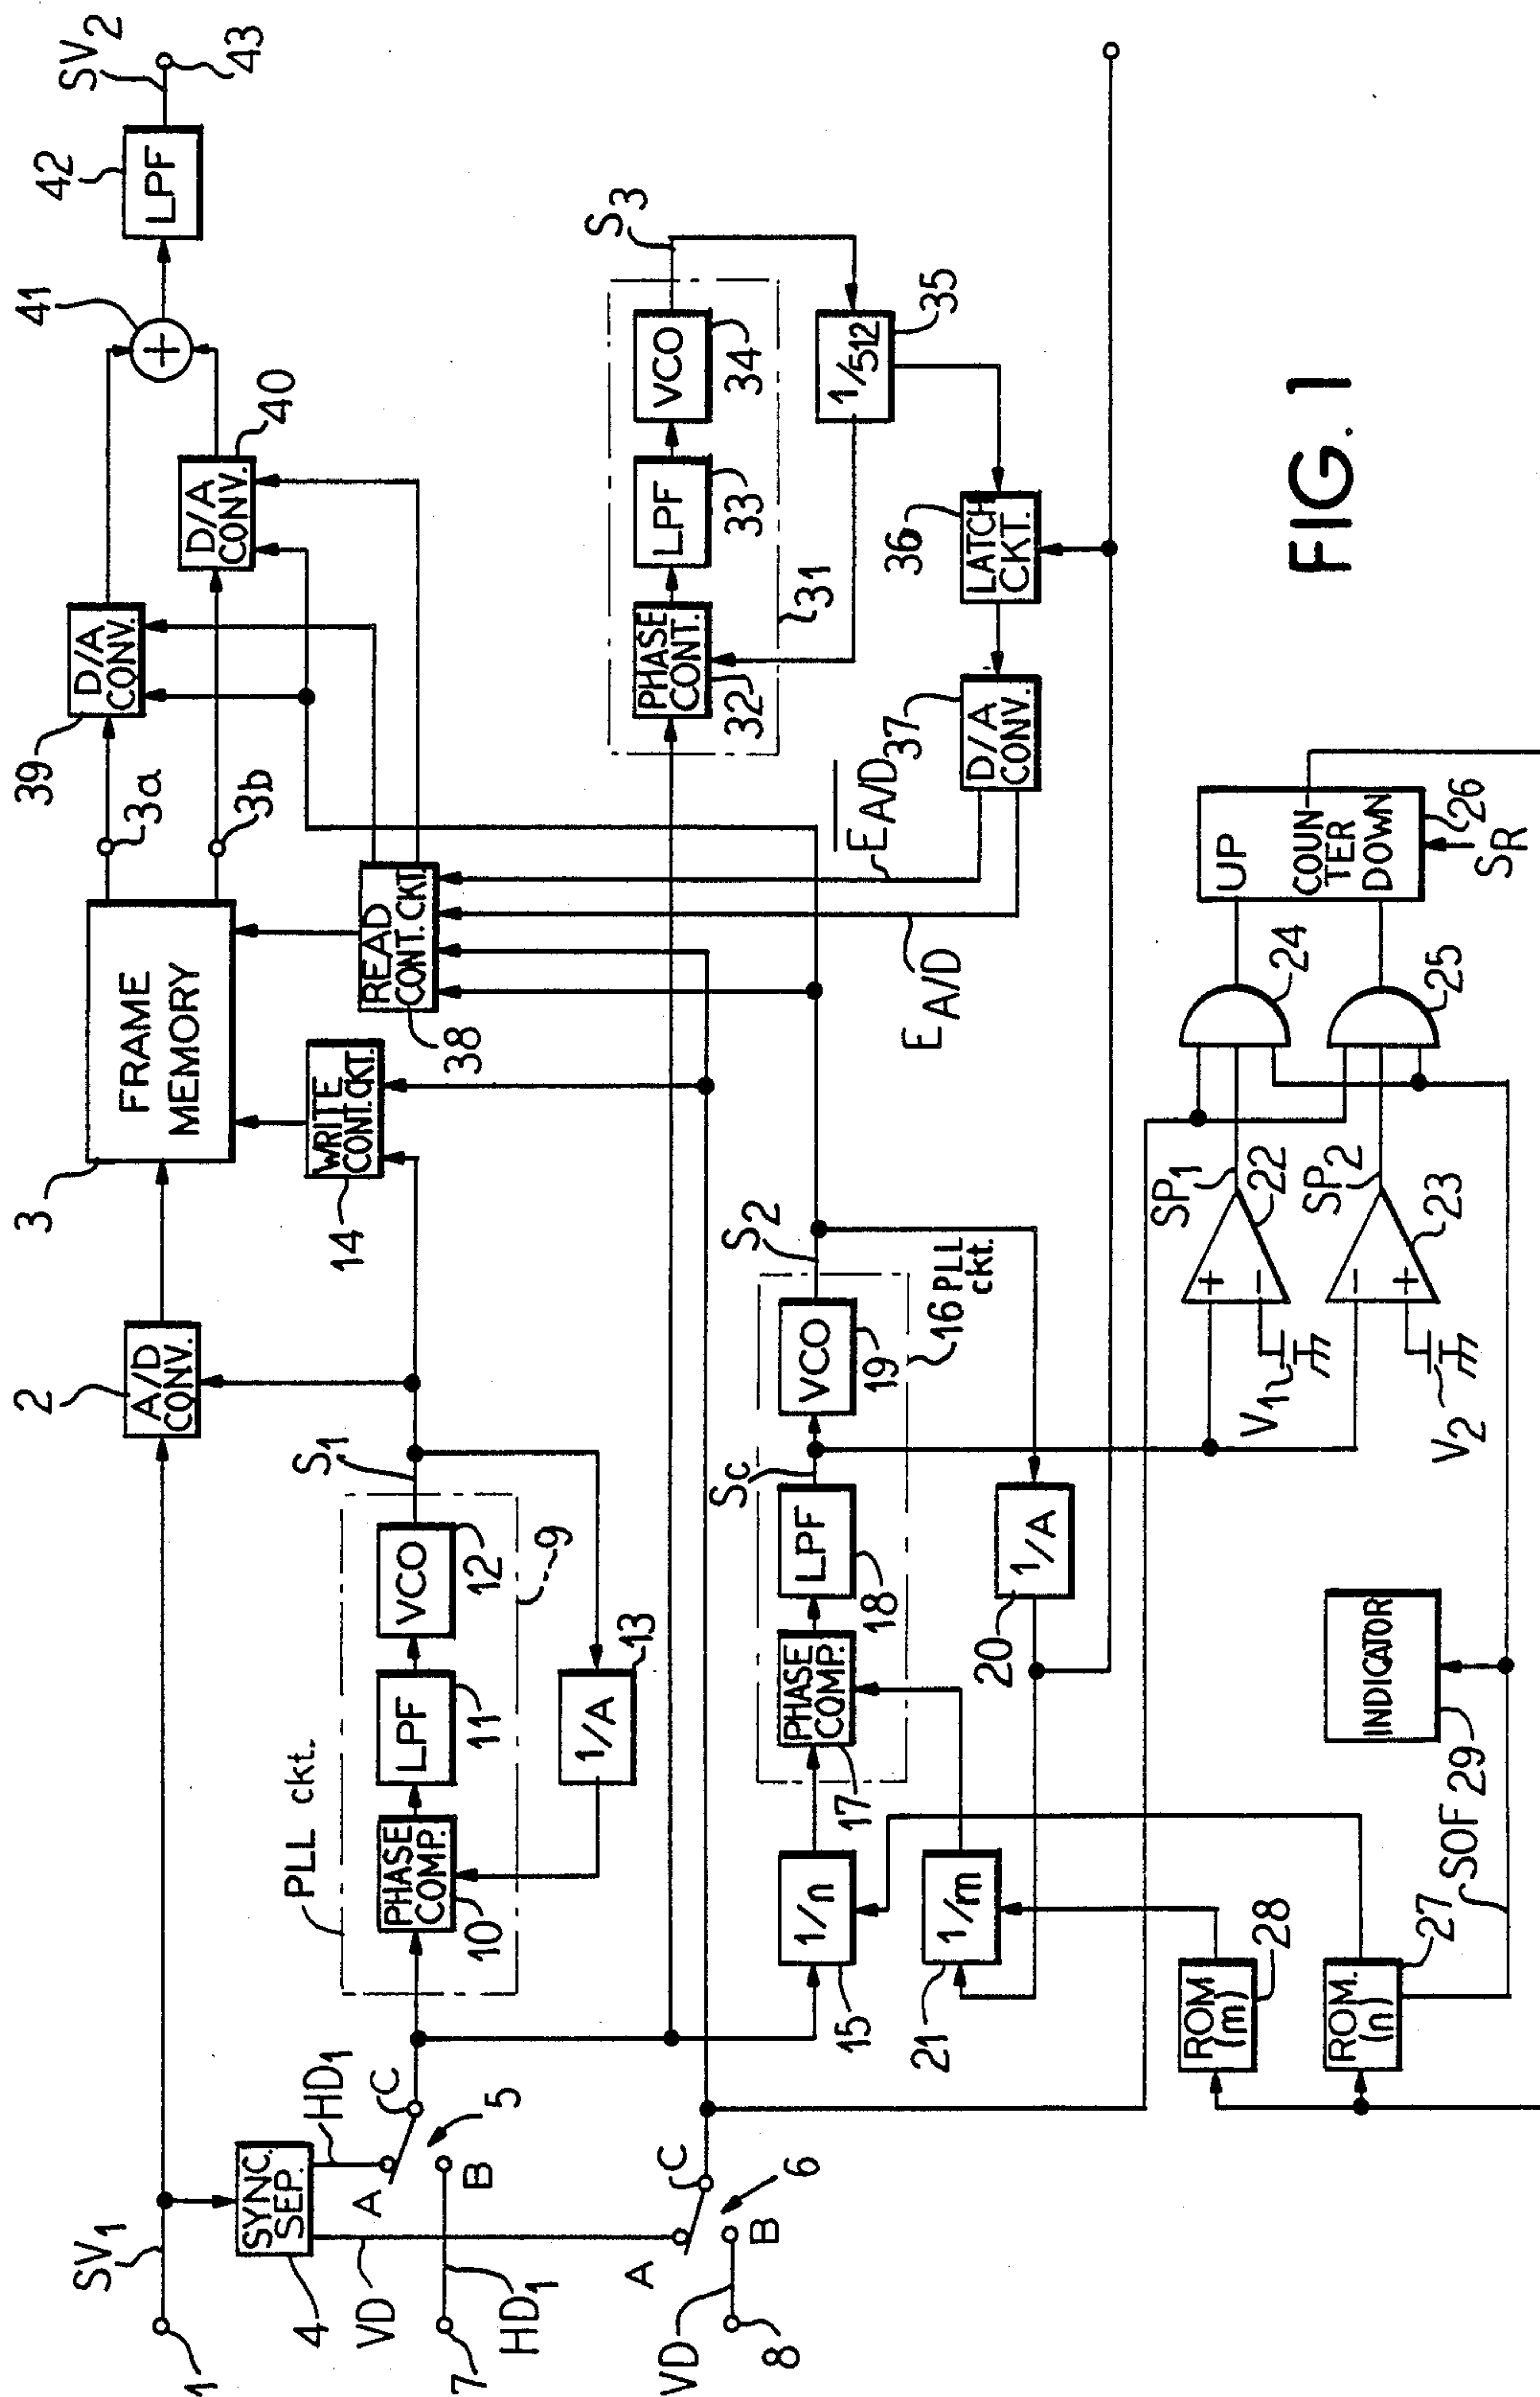 SV1
1
2
A/D
CONV.
3
FRAME
MEMORY
3a
3b
39
D/A
CONV.
D/A
CONV.
40
41
+
42
LPF
SV2
43
SYNC.
SEP.
4
HD1
VD
A
B
C
5
7
HD1
PLL ckt.
PHASE
COMP.
10
LPF
11
VCO
12
9
S1
1/A
13
14
WRITE
CONT.CKT.
READ
CONT.CKT.
38
PHASE
CONT.
32
LPF
33
VCO
34
31
S3
1/512
35
36
LATCH
CKT.
37
D/A
CONV.
EA/D
EA/D
A
B
C
6
VD
8
1/n
15
1/m
21
PHASE
COMP.
17
LPF
18
Sc
VCO
19
16 PLL
ckt.
S2
1/A
20
ROM
(m)
28
ROM.
(n)
27
SOF
INDICATOR
29
V1
V2
+
−
−
+
SP1
22
SP2
23
24
25
UP
COUN-
TER
DOWN
26
SR
FIG. 1